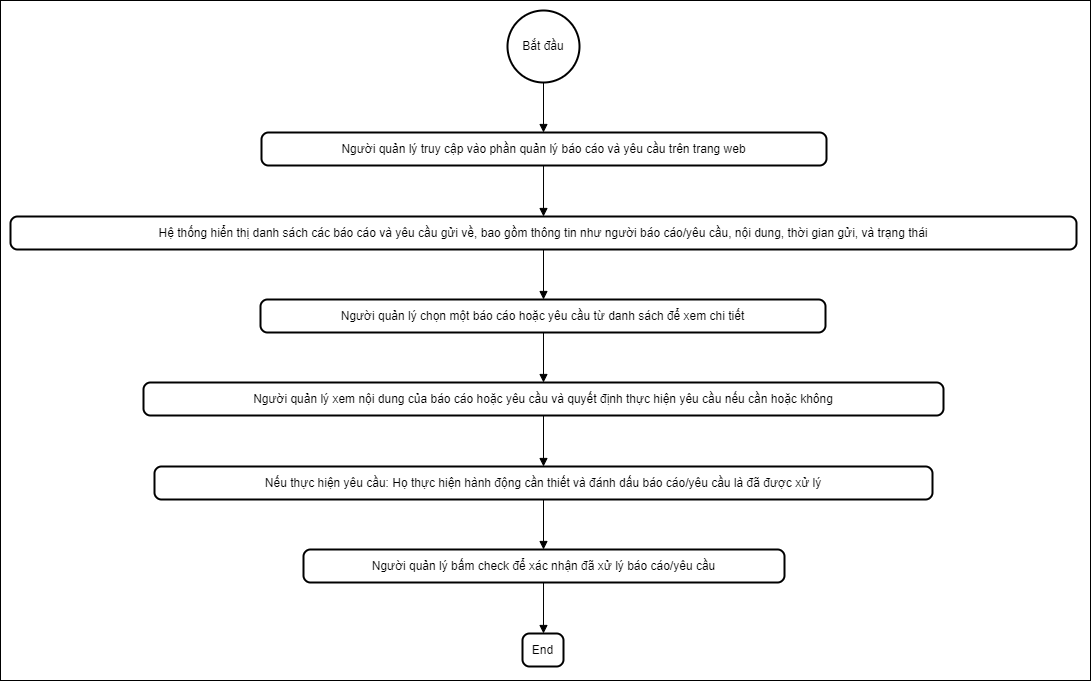 Bắt đầu
Người quản lý truy cập vào phần quản lý báo cáo và yêu cầu trên trang web
Hệ thống hiển thị danh sách các báo cáo và yêu cầu gửi về, bao gồm thông tin như người báo cáo/yêu cầu, nội dung, thời gian gửi, và trạng thái
Người quản lý chọn một báo cáo hoặc yêu cầu từ danh sách để xem chi tiết
Người quản lý xem nội dung của báo cáo hoặc yêu cầu và quyết định thực hiện yêu cầu nếu cần hoặc không
Nếu thực hiện yêu cầu: Họ thực hiện hành động cần thiết và đánh dấu báo cáo/yêu cầu là đã được xử lý
Người quản lý bấm check để xác nhận đã xử lý báo cáo/yêu cầu
End